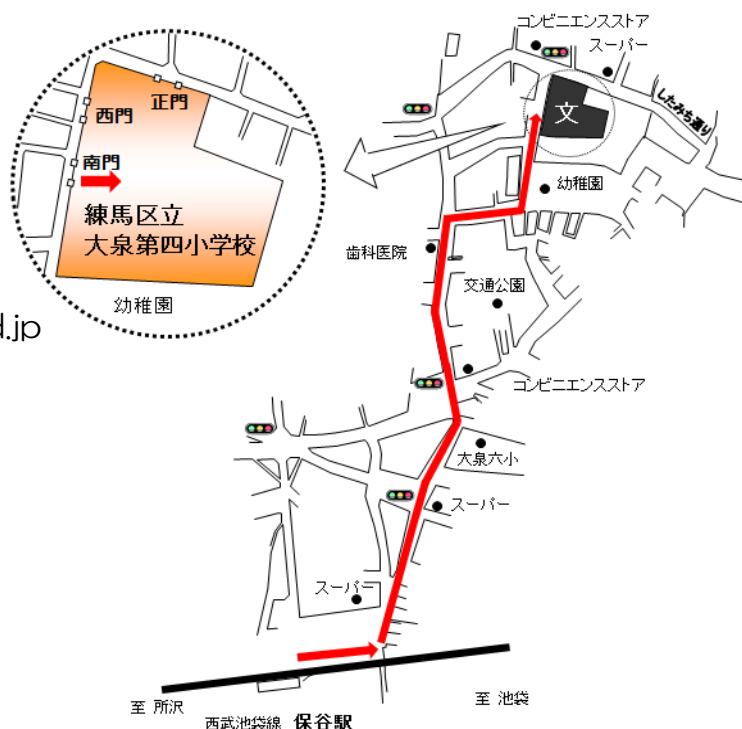 コンビニエンスストア
スーパー
正門
西門
したみち通り
文
南門
幼稚園
練馬区立
大泉第四小学校
歯科医院
交通公園
幼稚園
d.jp
コンビニエンスストア
大泉六小
スーパー
スーパー
至 所沢
至 池袋
西武池袋線 保谷駅